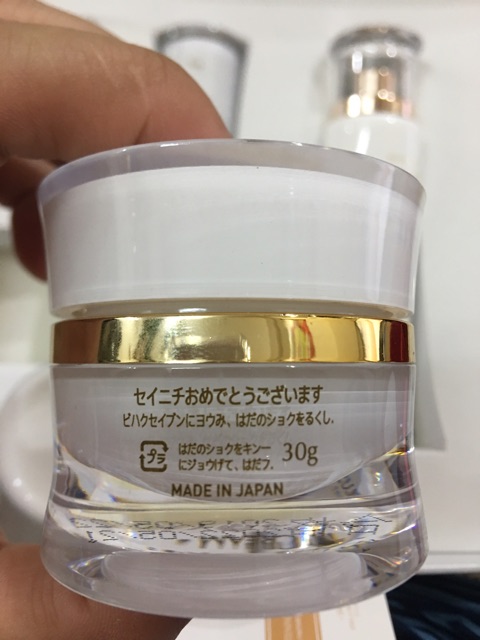 セイニチおめでとうございます
ビハクセイブンにヨウみ、はだのショクをるくし.
プラ
はだのショクをキンー
にジョウげて、はだフ.
30g
MADE IN JAPAN